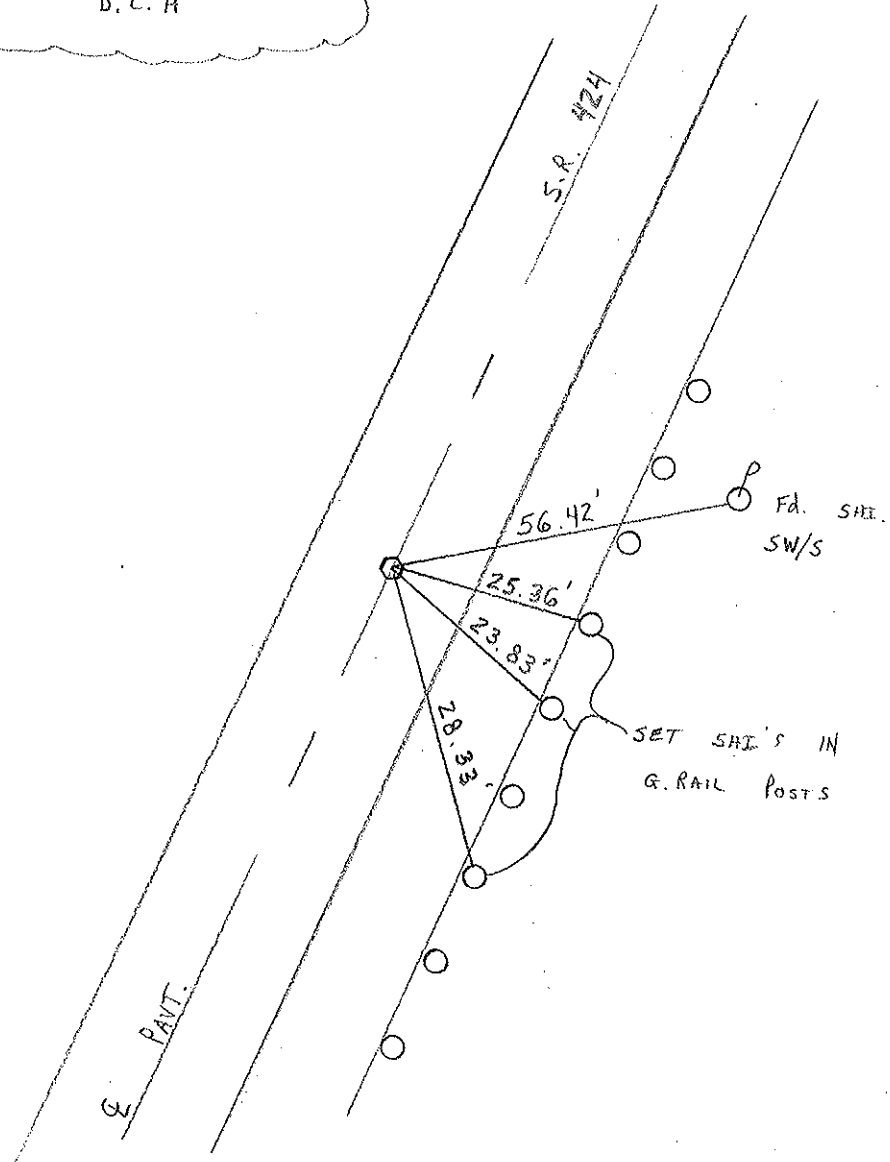 D.C.H
S.R. 424
56.42'
Fd. SHI.
SW/S
25.36'
23.83'
28.33'
SET SHI'S IN
G. RAIL POSTS
℄ PAVT.